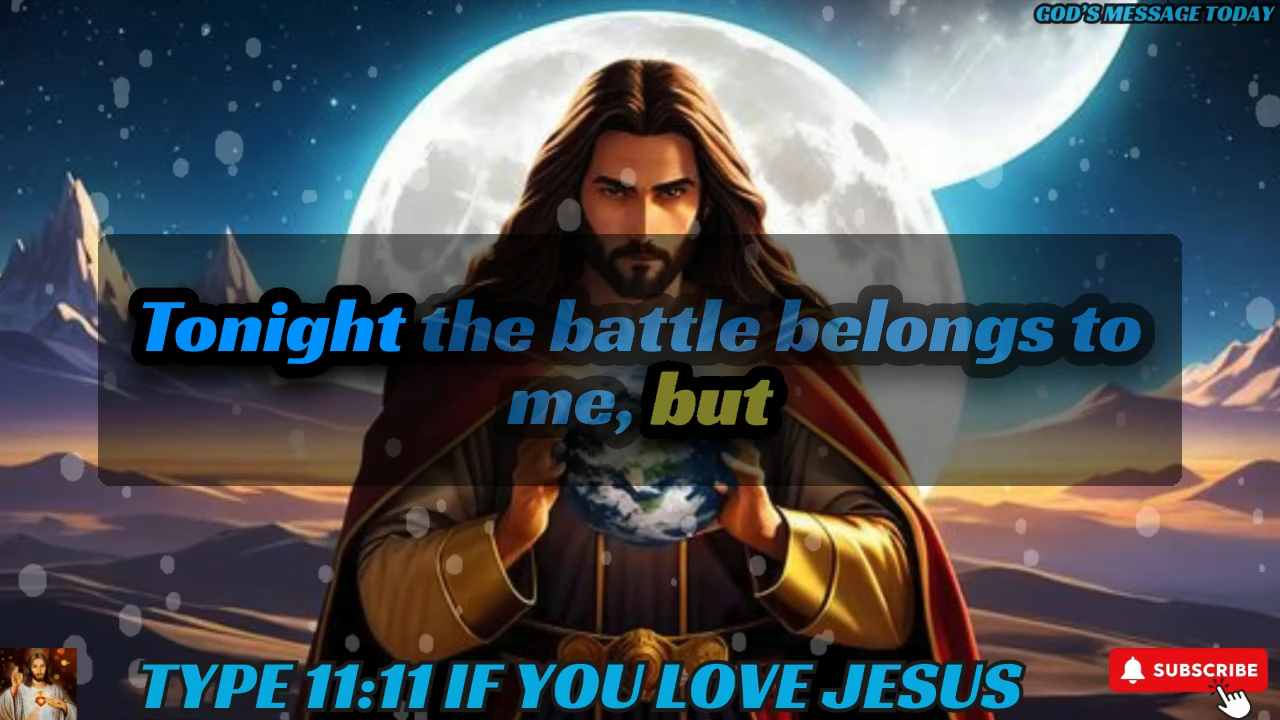 GOD'S MESSAGE TODAY
Tonight the battle belongs to
me, but
TYPE 11:11 IF YOU LOVE JESUS
SUBSCRIBE